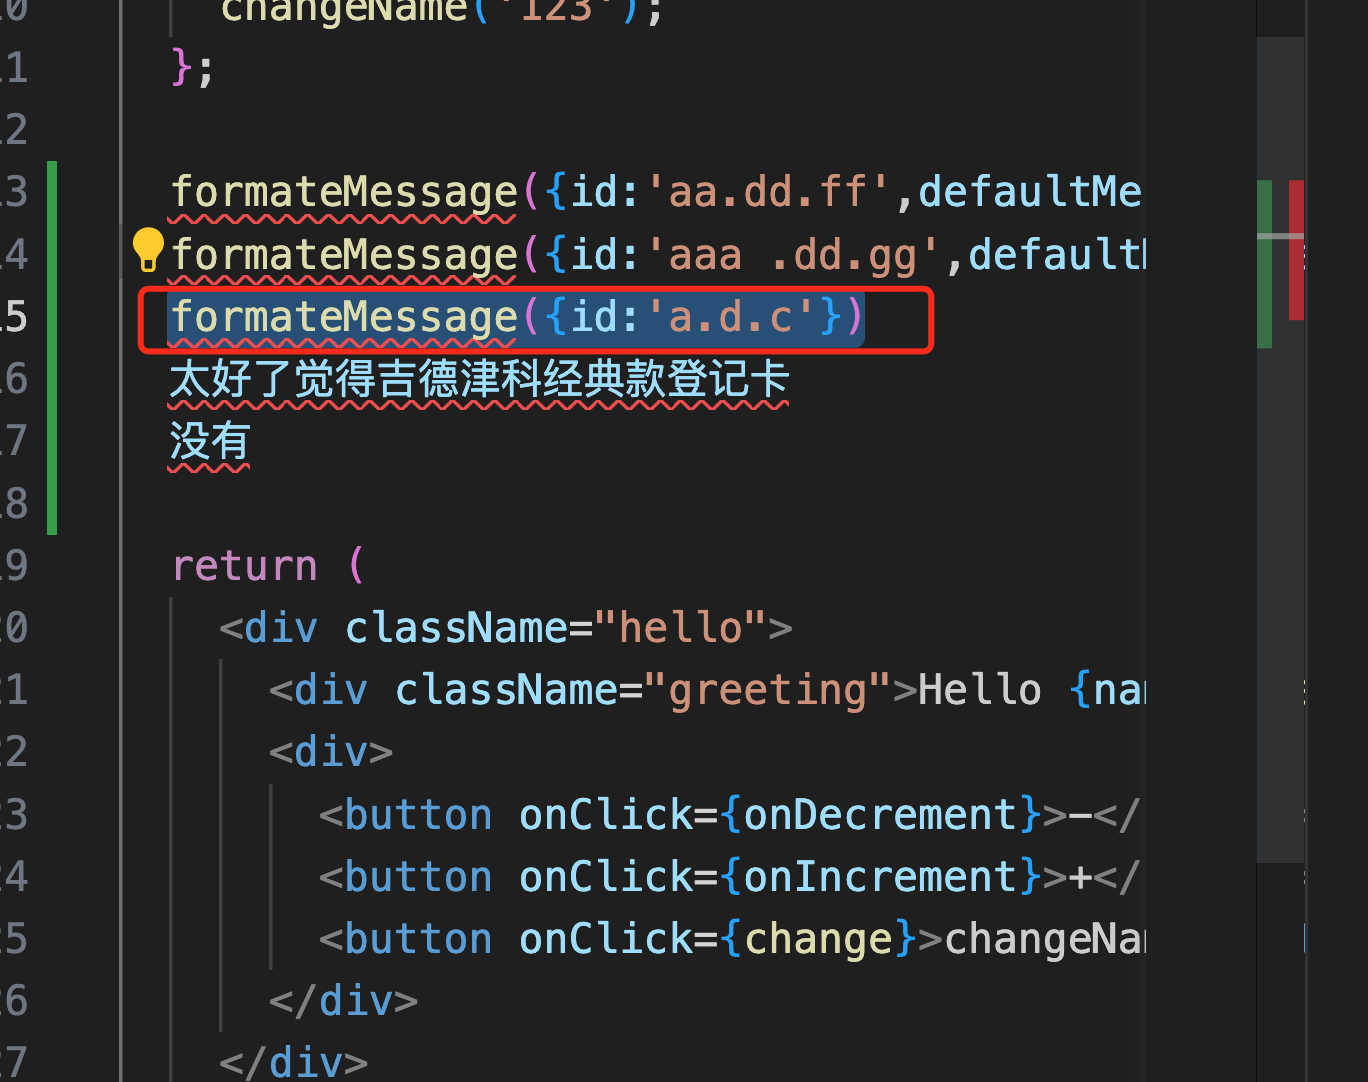 10 changeName('123');
11 };
12
13 formateMessage({id:'aa.dd.ff',defaultMe
14 formateMessage({id:'aaa .dd.gg',default
15 formateMessage({id:'a.d.c'})
16 太好了觉得吉德津科经典款登记卡
17 没有
18
19 return (
20 <div className="hello">
21 <div className="greeting">Hello {na
22 <div>
23 <button onClick={onDecrement}>-</
24 <button onClick={onIncrement}>+</
25 <button onClick={change}>changeNa
26 </div>
27 </div>